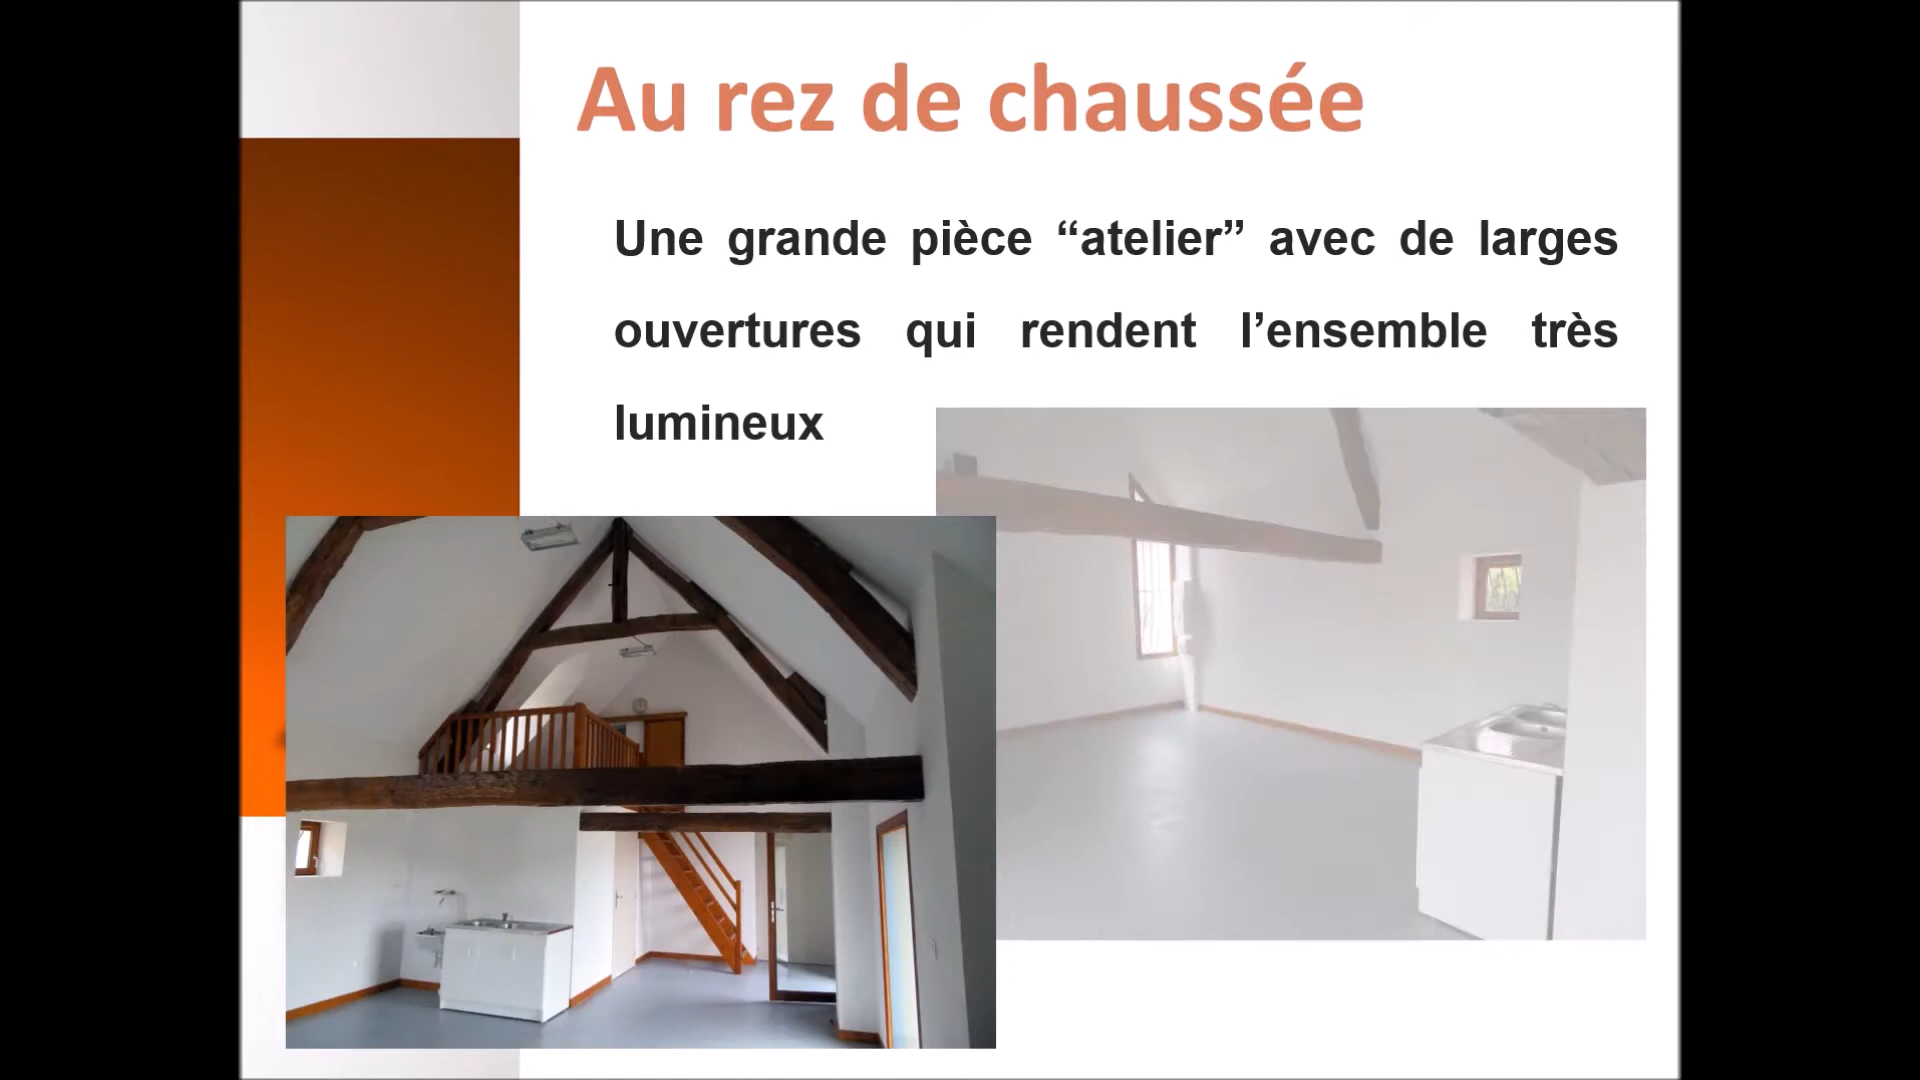 Au rez de chaussée
Une grande pièce “atelier” avec de larges
ouvertures qui rendent l’ensemble très
lumineux